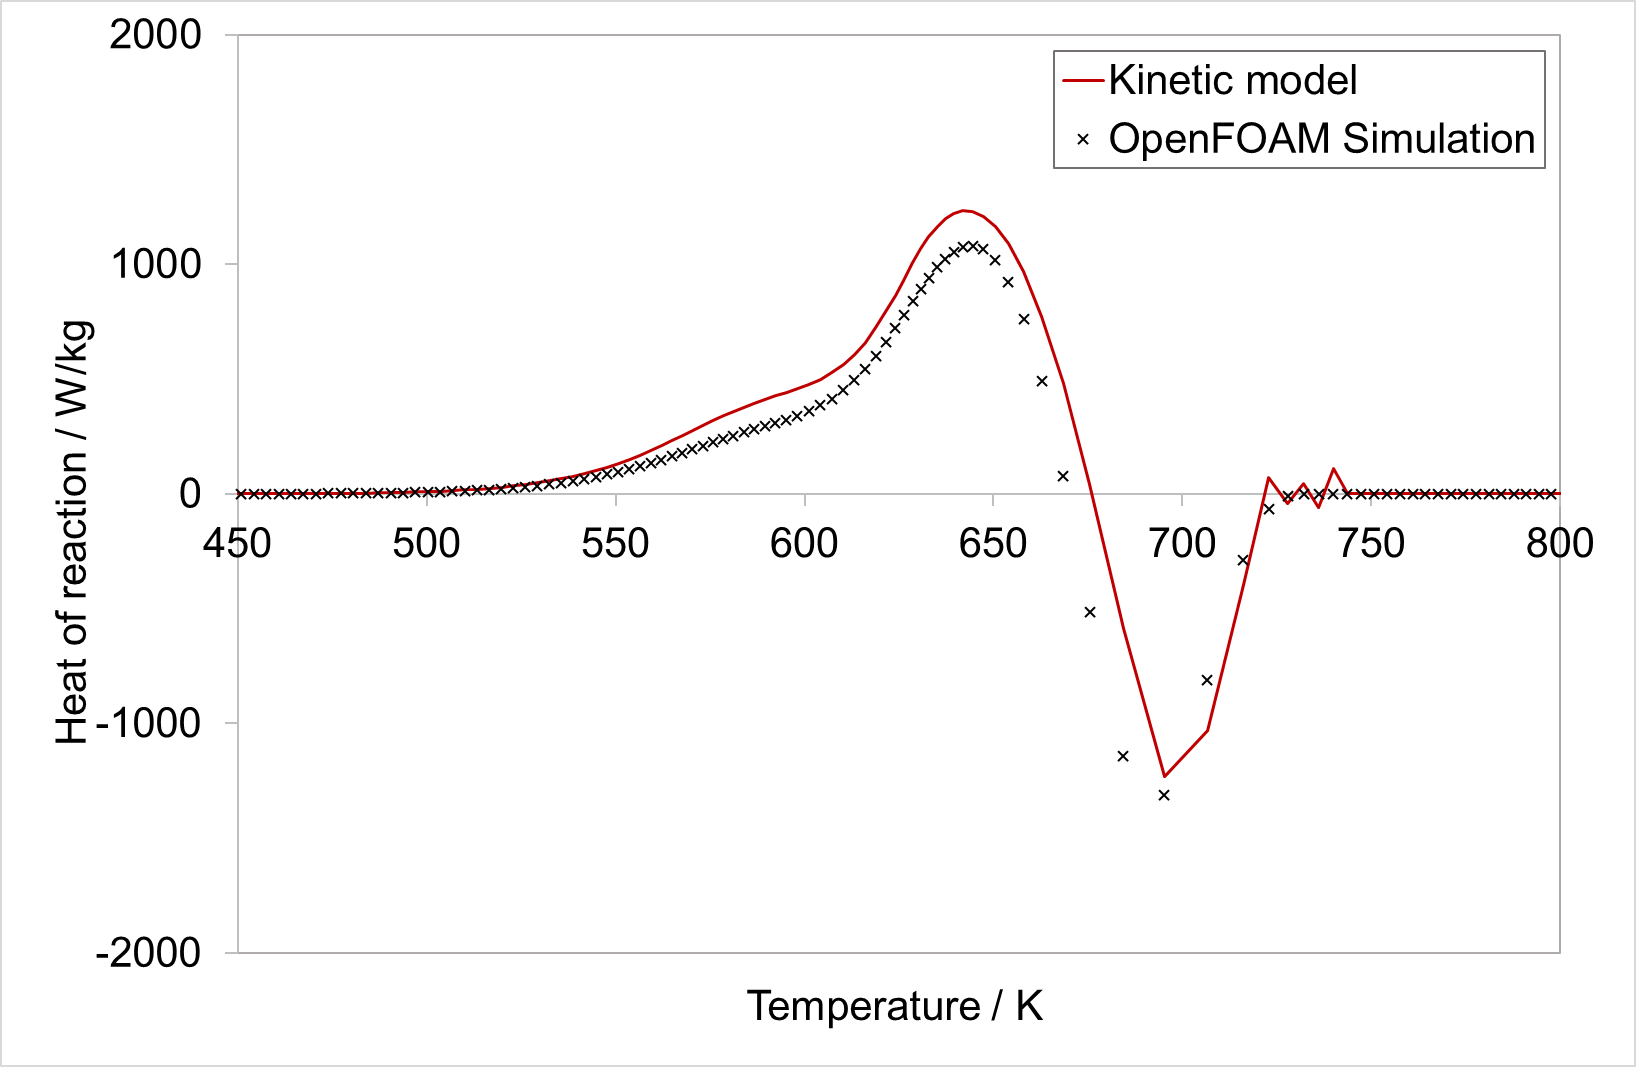 2000
Kinetic model
OpenFOAM Simulation
1000
0
450 500 550 600 650 700 750 800
Heat of reaction / W/kg
-1000
-2000
Temperature / K